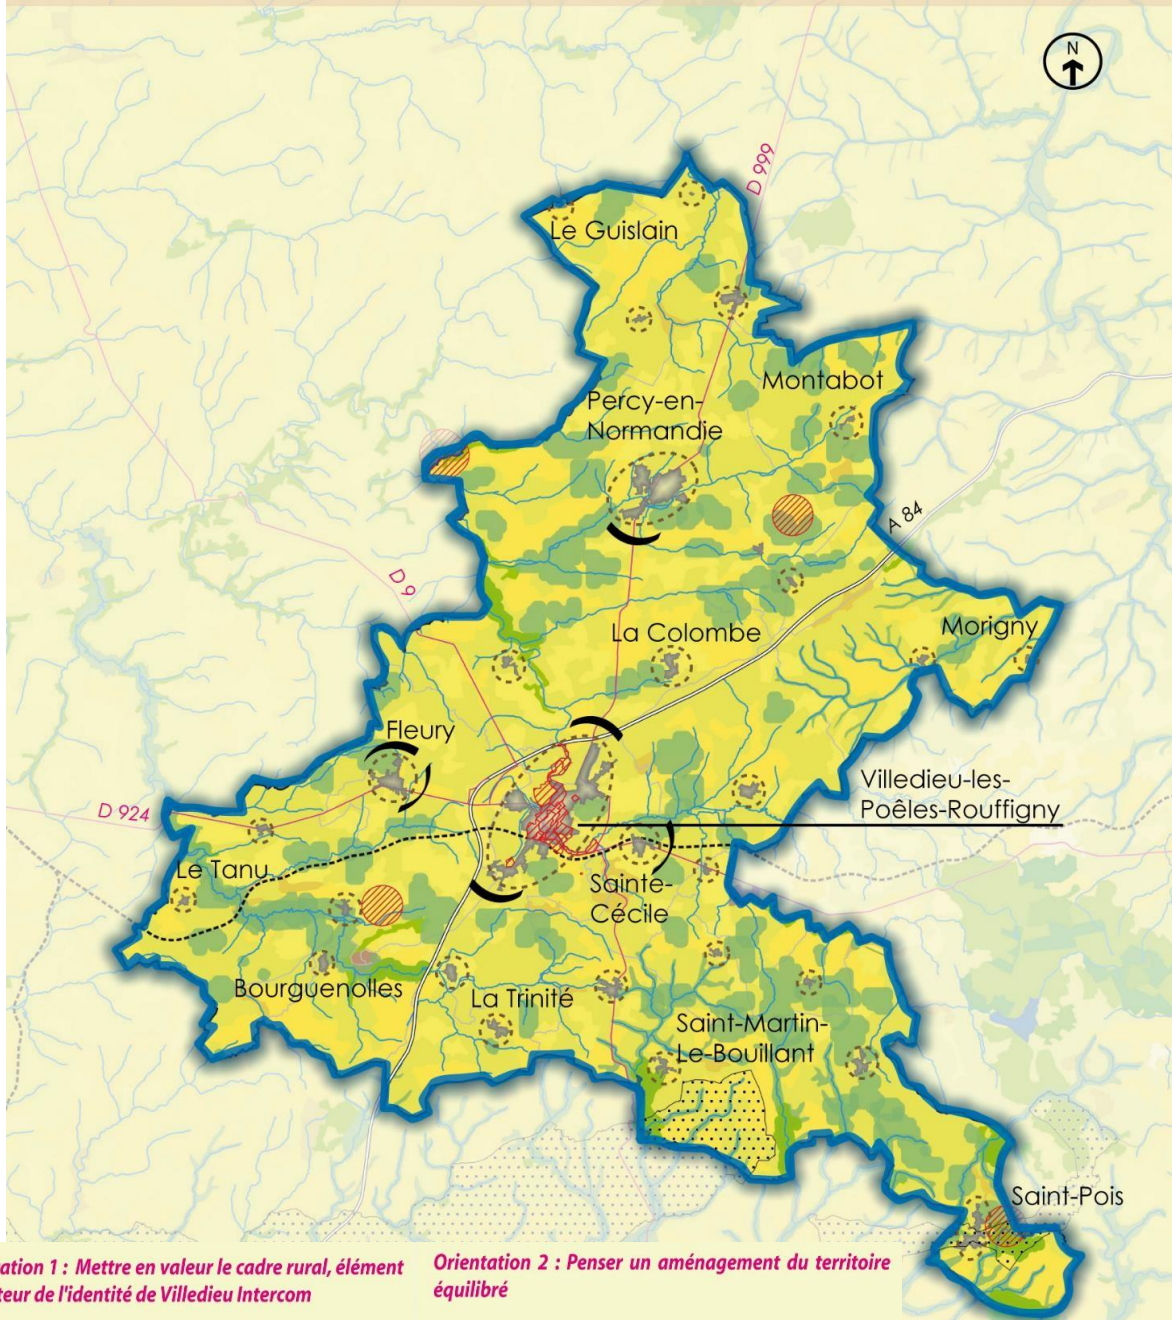 N
D 999
Le Guislain
Montabot
Percy-en-
Normandie
A 84
D 9
La Colombe
Morigny
Fleury
Villedieu-les-
Poêles-Rouffigny
D 924
Le Tanu
Sainte-
Cécile
Bourguenolles
La Trinité
Saint-Martin-
Le-Bouillant
Saint-Pois
ation 1 : Mettre en valeur le cadre rural, élément
teur de l'identité de Villedieu Intercom
Orientation 2 : Penser un aménagement du territoire
équilibré